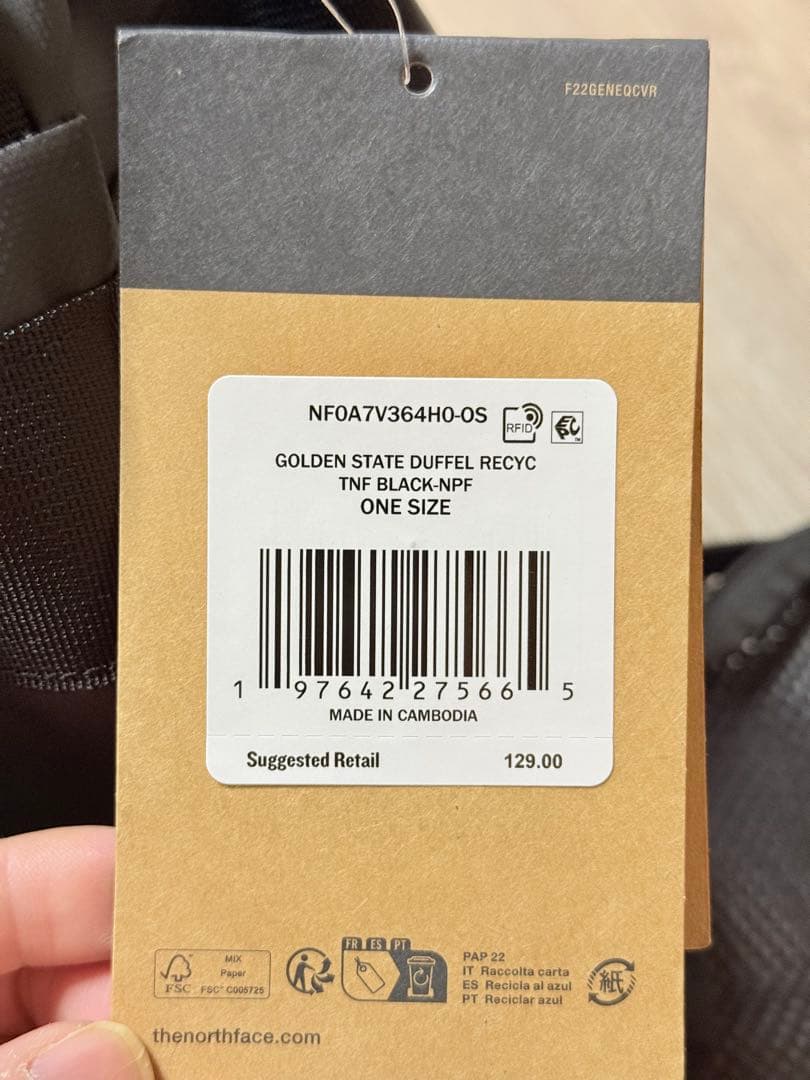 F22GENEQCVR
NF0A7V364H0-OS
RFID
GOLDEN STATE DUFFEL RECYC
TNF BLACK-NPF
ONE SIZE
1 97642 27566 5
MADE IN CAMBODIA
Suggested Retail 129.00
FR ES PT
MIX
Paper
FSC
FSC® C005725
PAP 22
IT Raccolta carta
ES Recicla al azul
PT Reciclar azul
紙
thenorthface.com